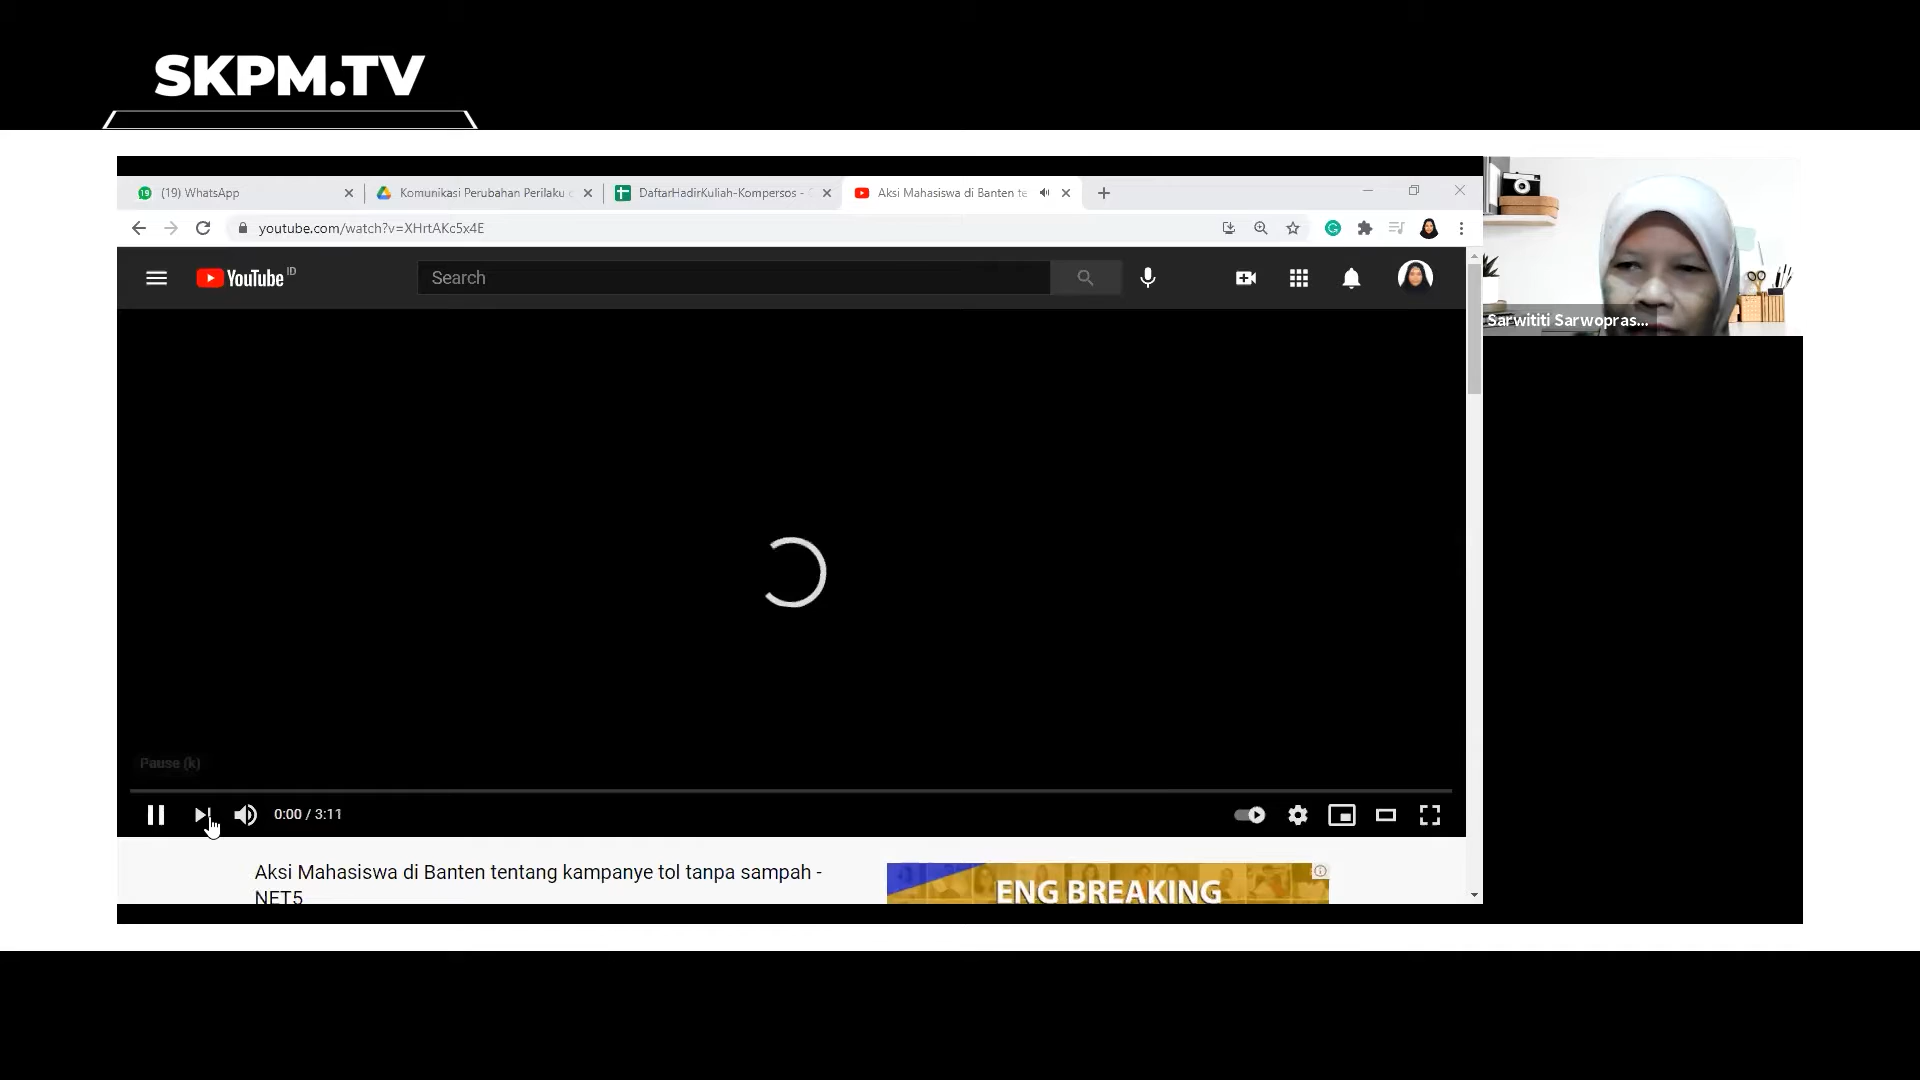 SKPM.TV
(19) WhatsApp
Komunikasi Perubahan Perilaku
DaftarHadirKuliah-Kompersos -
Aksi Mahasiswa di Banten te
youtube.com/watch?v=XHrtAKc5x4E
YouTube ID
Search
Sarwititi Sarwopras...
Pause (k)
0:00 / 3:11
Aksi Mahasiswa di Banten tentang kampanye tol tanpa sampah -
NET5
ENG BREAKING